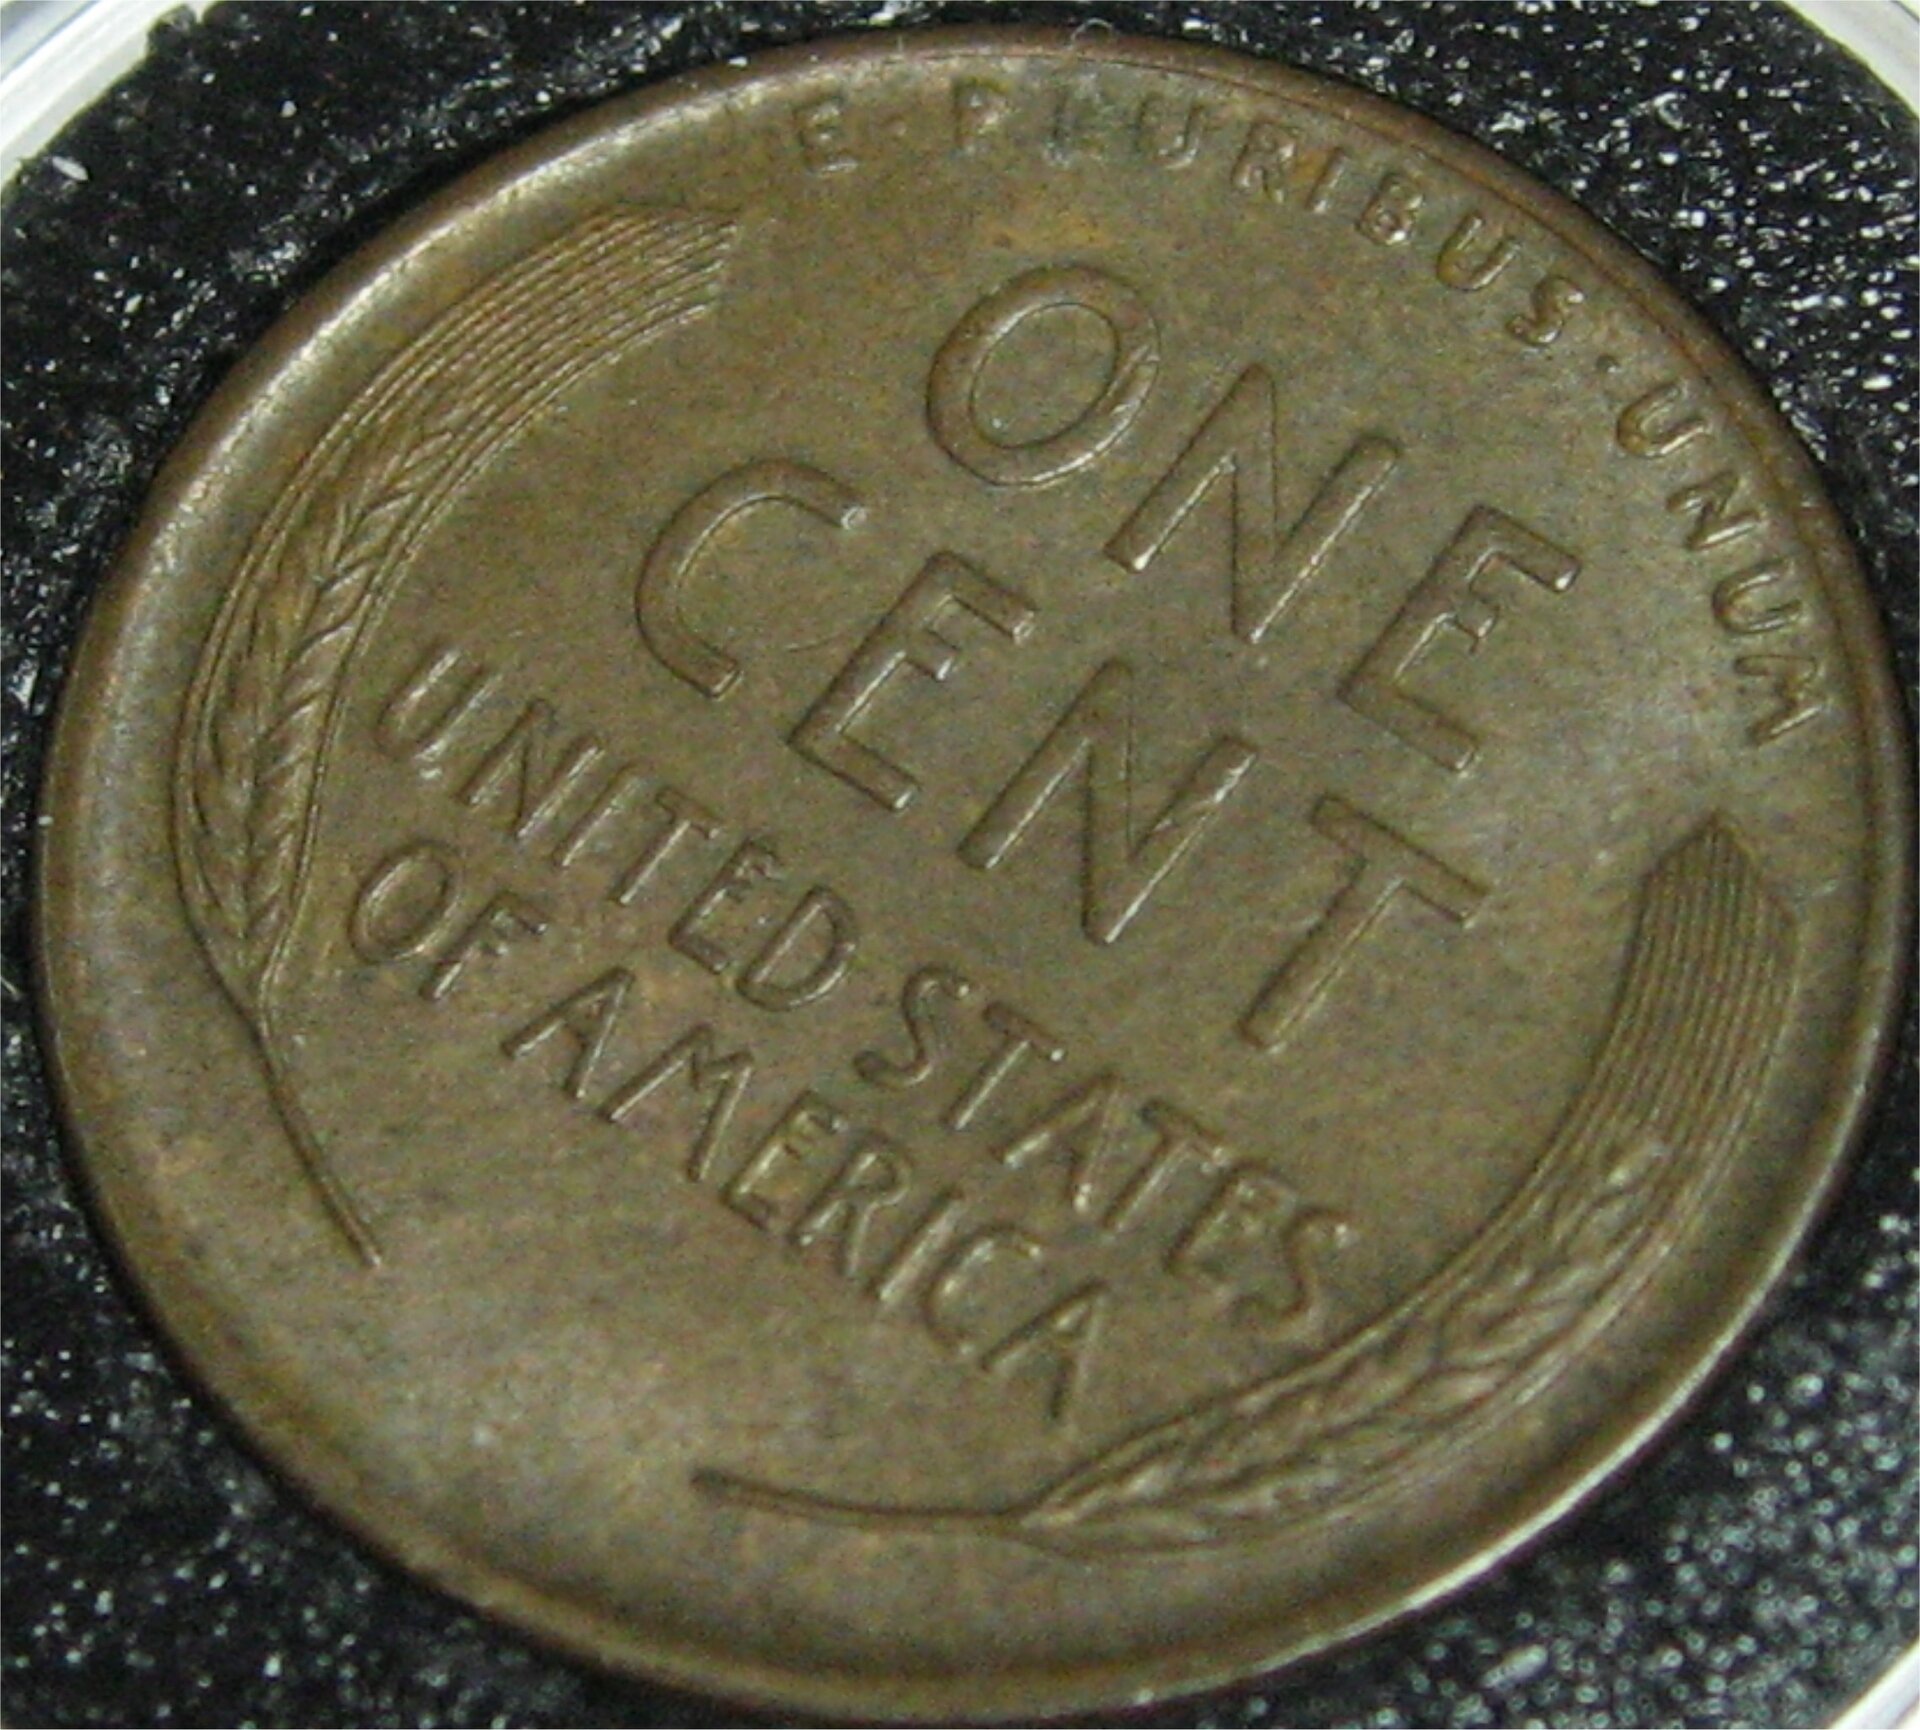 E · PLURIBUS · UNUM
ONE
CENT
UNITED STATES
OF AMERICA